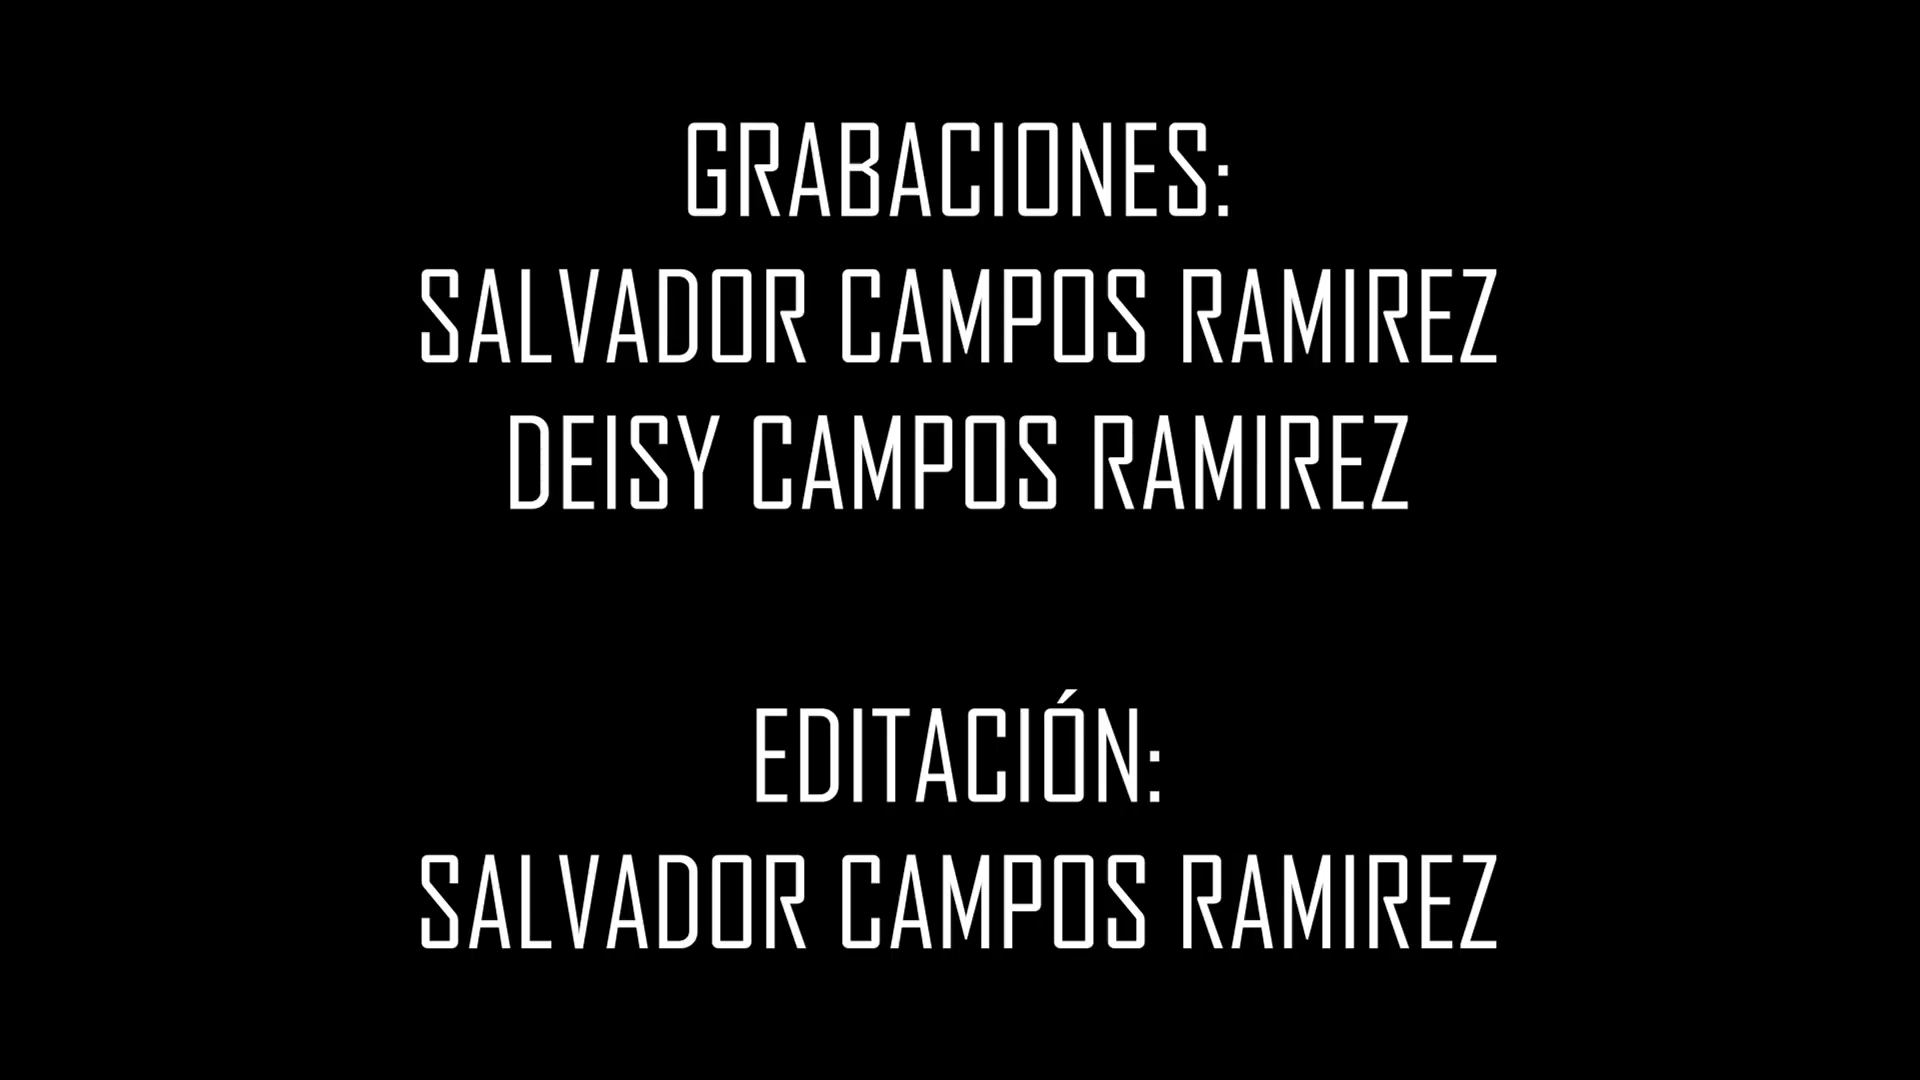 GRABACIONES:
SALVADOR CAMPOS RAMIREZ
DEISY CAMPOS RAMIREZ
EDITACIÓN:
SALVADOR CAMPOS RAMIREZ